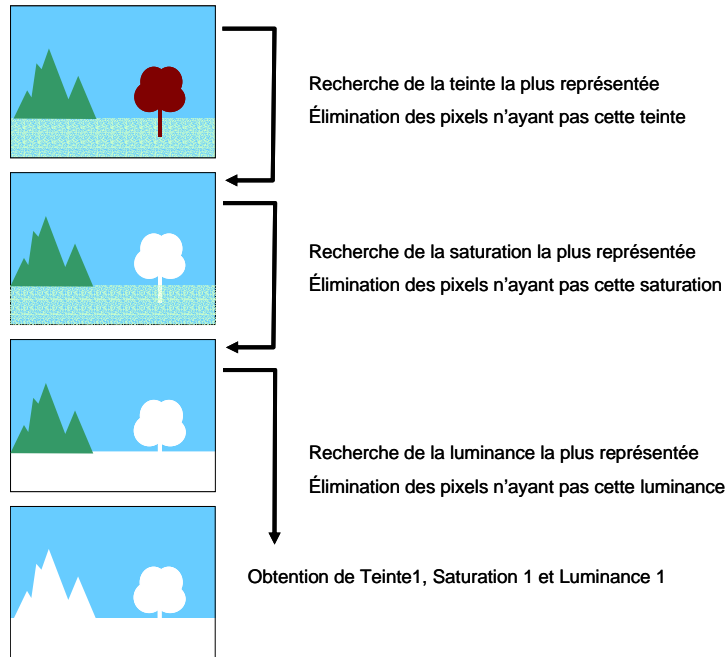 Recherche de la teinte la plus représentée
Élimination des pixels n'ayant pas cette teinte
Recherche de la saturation la plus représentée
Élimination des pixels n'ayant pas cette saturation
Recherche de la luminance la plus représentée
Élimination des pixels n'ayant pas cette luminance
Obtention de Teinte1, Saturation 1 et Luminance 1